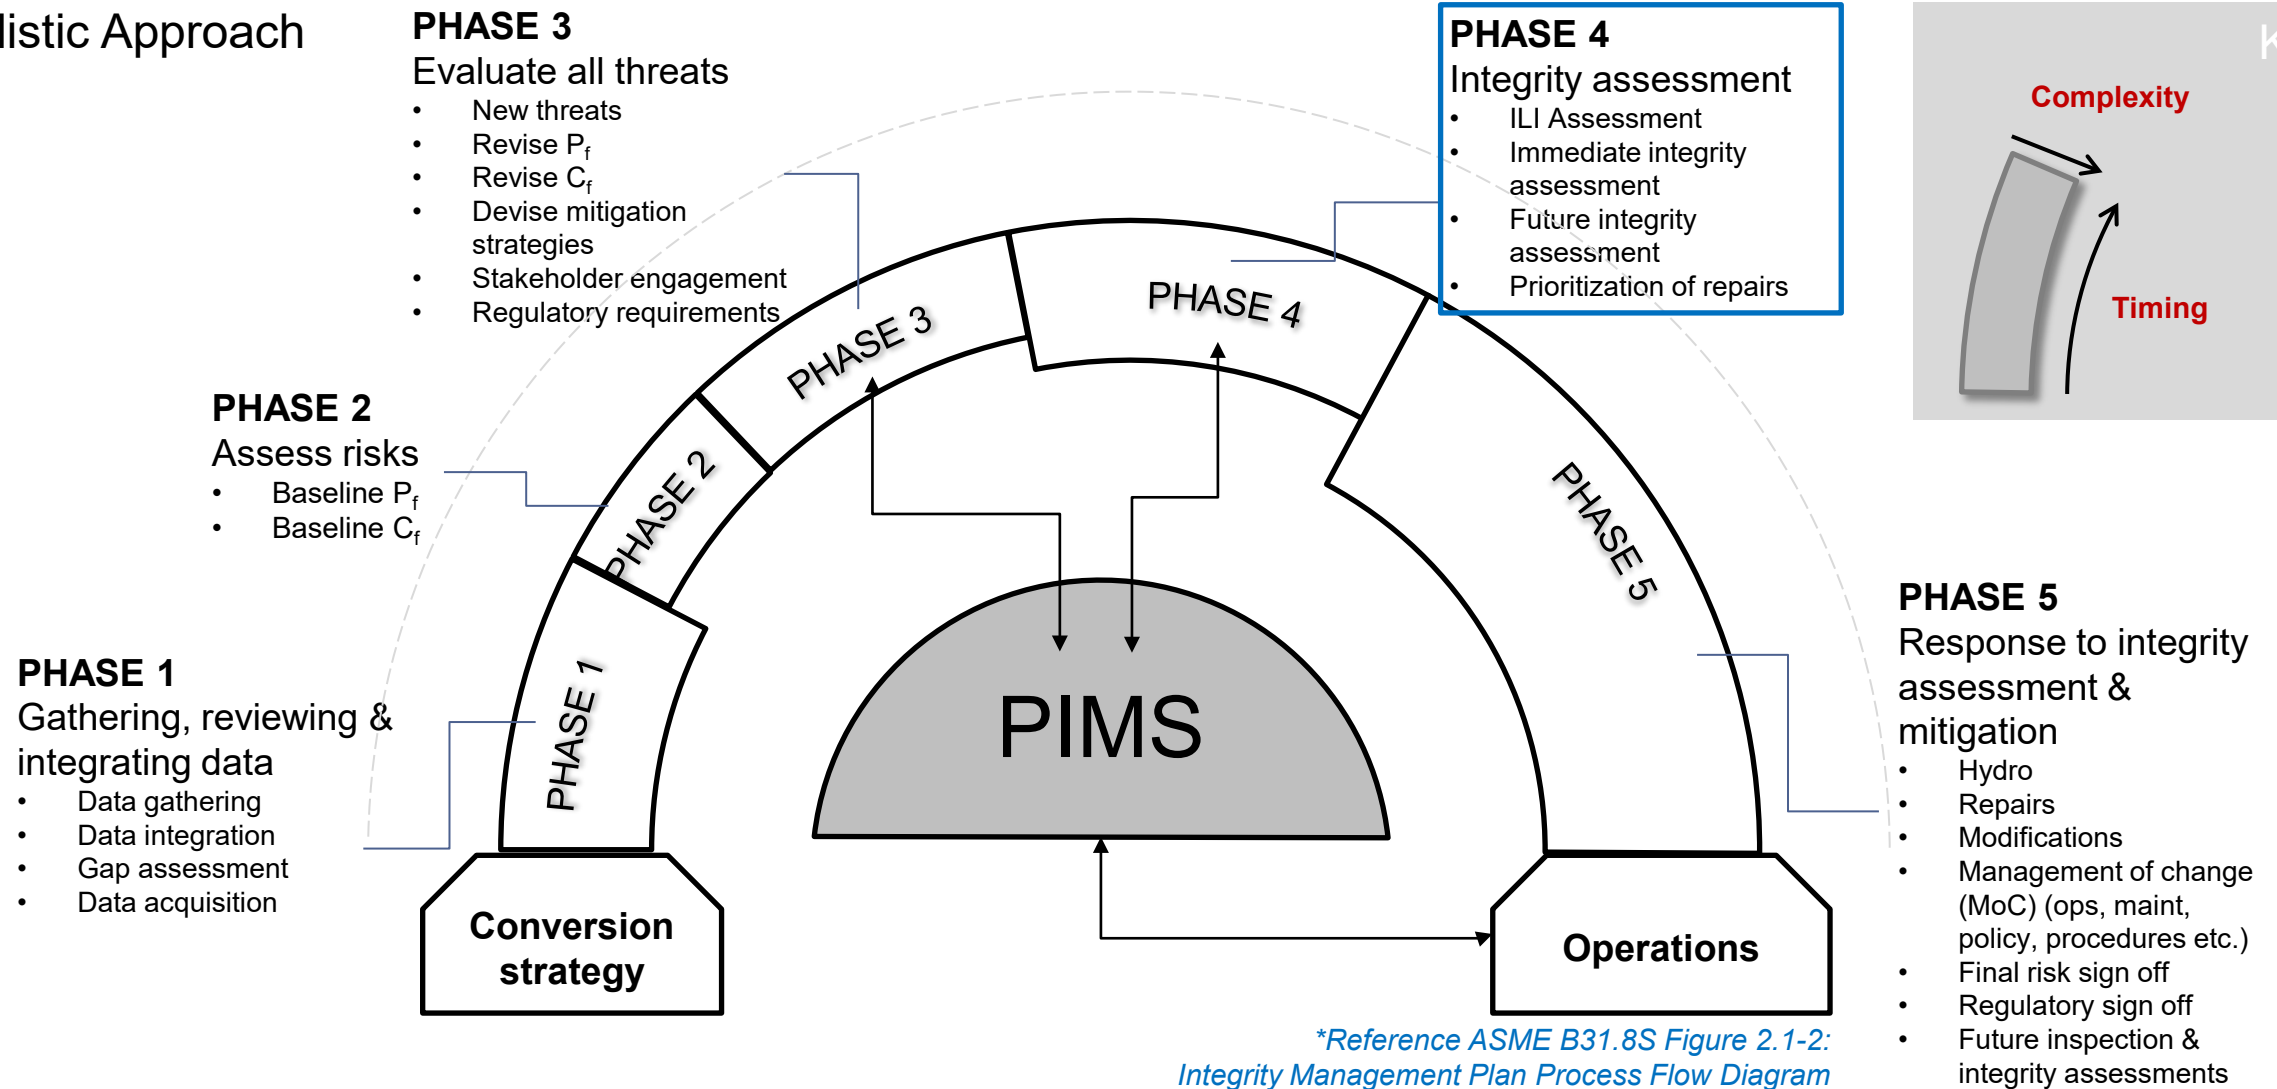 listic Approach
PHASE 3
Evaluate all threats
• New threats
• Revise Pf
• Revise Cf
• Devise mitigation
strategies
• Stakeholder engagement
• Regulatory requirements
PHASE 4
Integrity assessment
• ILI Assessment
• Immediate integrity
assessment
• Future integrity
assessment
• Prioritization of repairs
K
Complexity
Timing
PHASE 2
Assess risks
• Baseline Pf
• Baseline Cf
PHASE 1
Gathering, reviewing &
integrating data
• Data gathering
• Data integration
• Gap assessment
• Data acquisition
PHASE 1
PHASE 2
PHASE 3
PHASE 4
PHASE 5
PIMS
Conversion
strategy
Operations
PHASE 5
Response to integrity
assessment &
mitigation
• Hydro
• Repairs
• Modifications
• Management of change
(MoC) (ops, maint,
policy, procedures etc.)
• Final risk sign off
• Regulatory sign off
• Future inspection &
integrity assessments
*Reference ASME B31.8S Figure 2.1-2:
Integrity Management Plan Process Flow Diagram